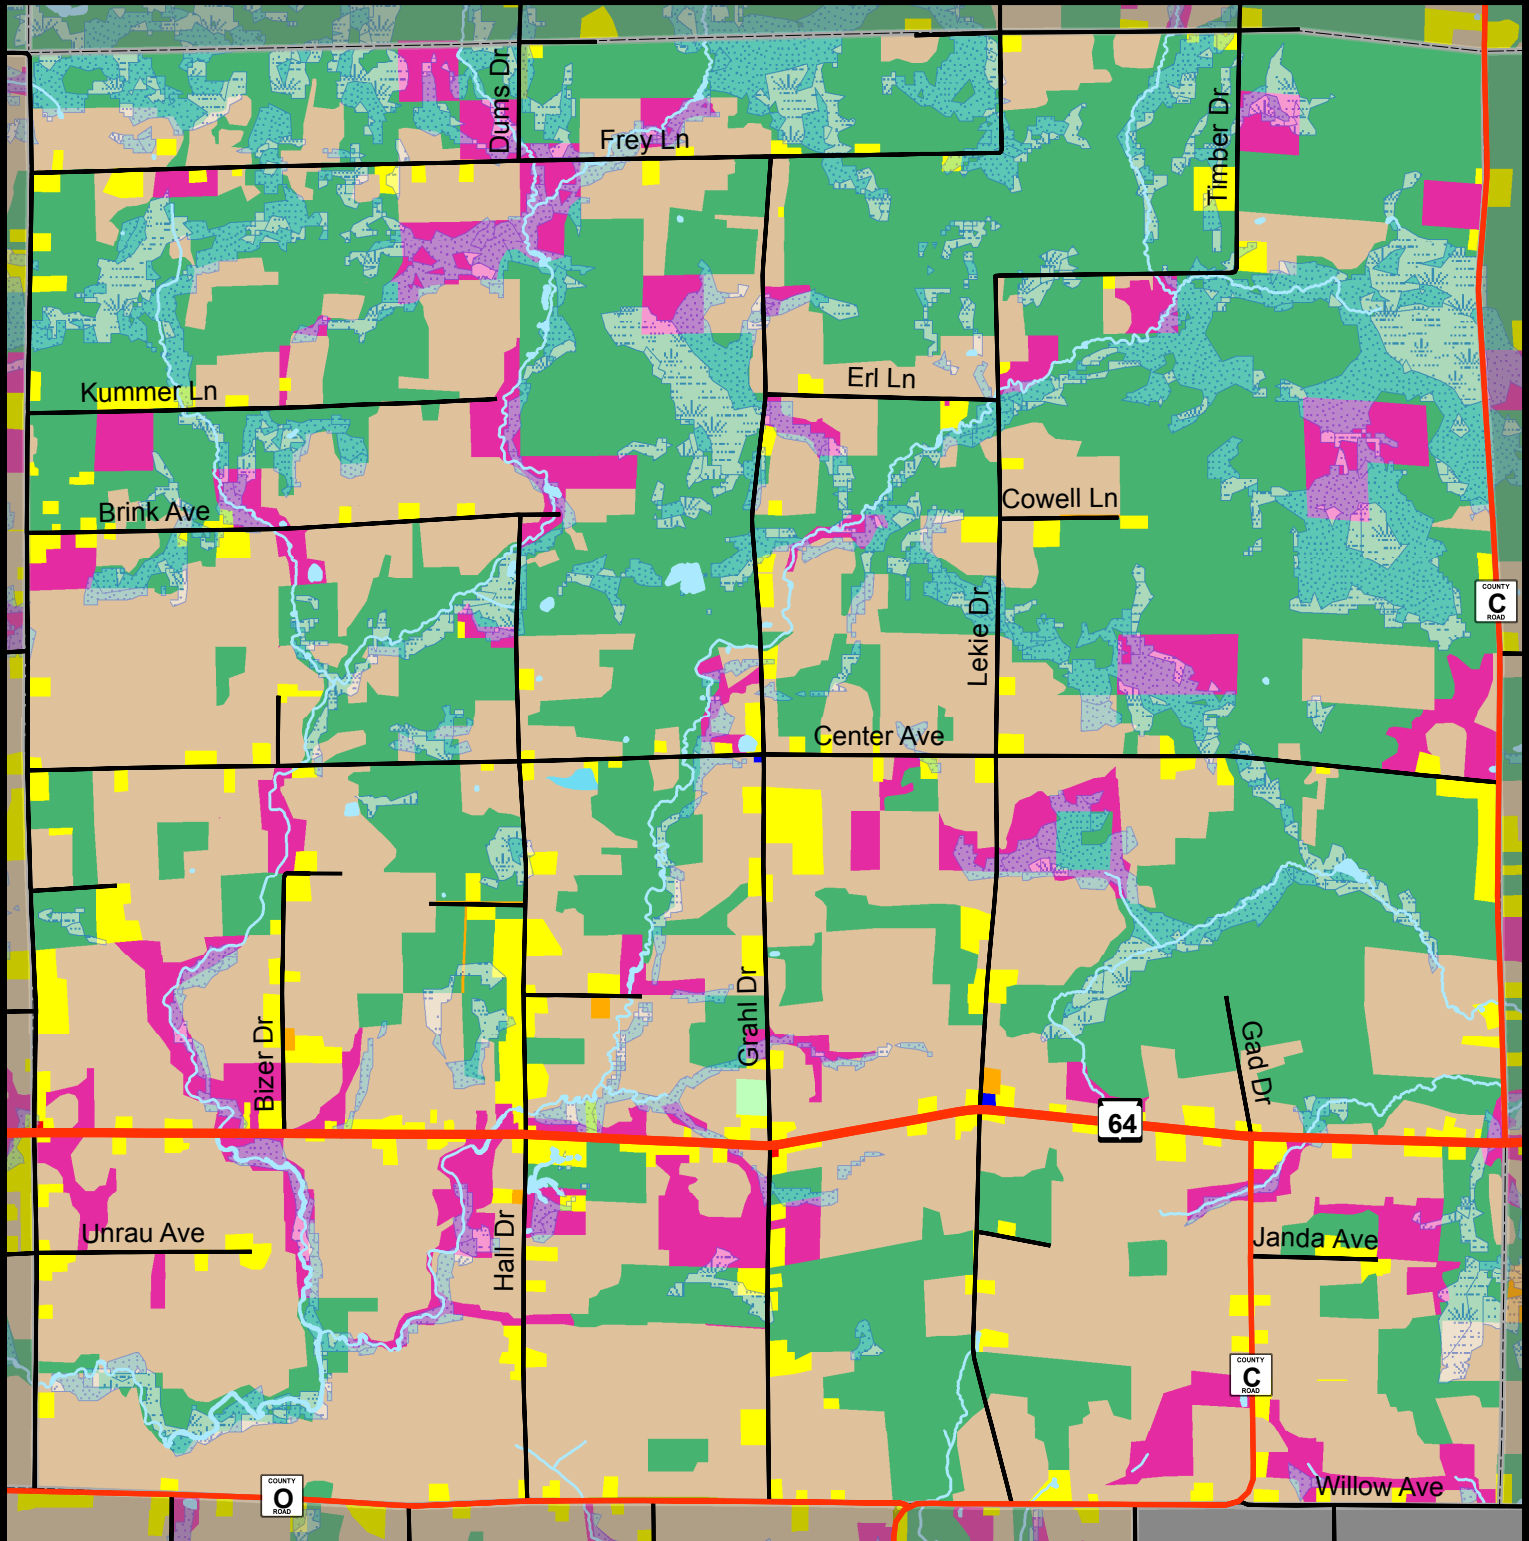 Dums Dr
Frey Ln
Timber Dr
Kummer Ln
Erl Ln
Brink Ave
Cowell Ln
COUNTY
C
ROAD
Lekie Dr
Center Ave
Grahl Dr
Bizer Dr
Gad Dr
64
Unrau Ave
Hall Dr
Janda Ave
COUNTY
C
ROAD
COUNTY
O
ROAD
Willow Ave